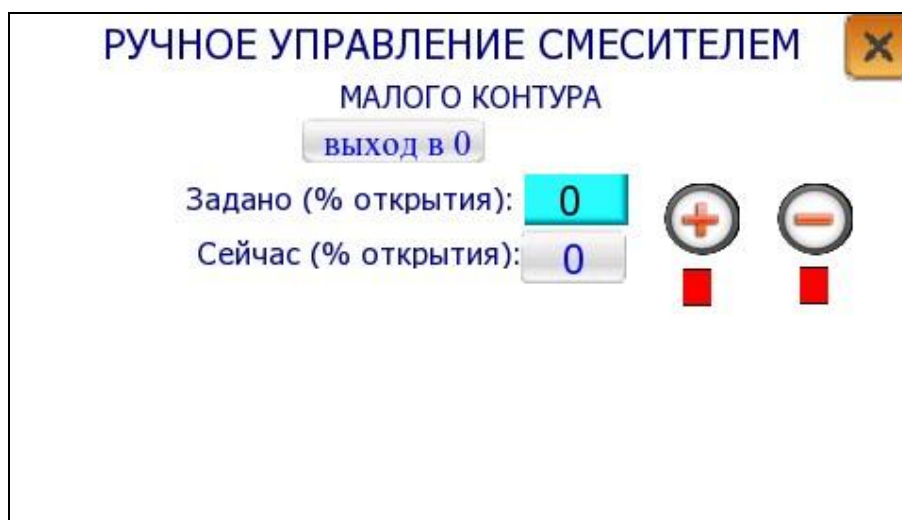 РУЧНОЕ УПРАВЛЕНИЕ СМЕСИТЕЛЕМ
МАЛОГО КОНТУРА
выход в 0
Задано (% открытия): 0
Сейчас (% открытия): 0